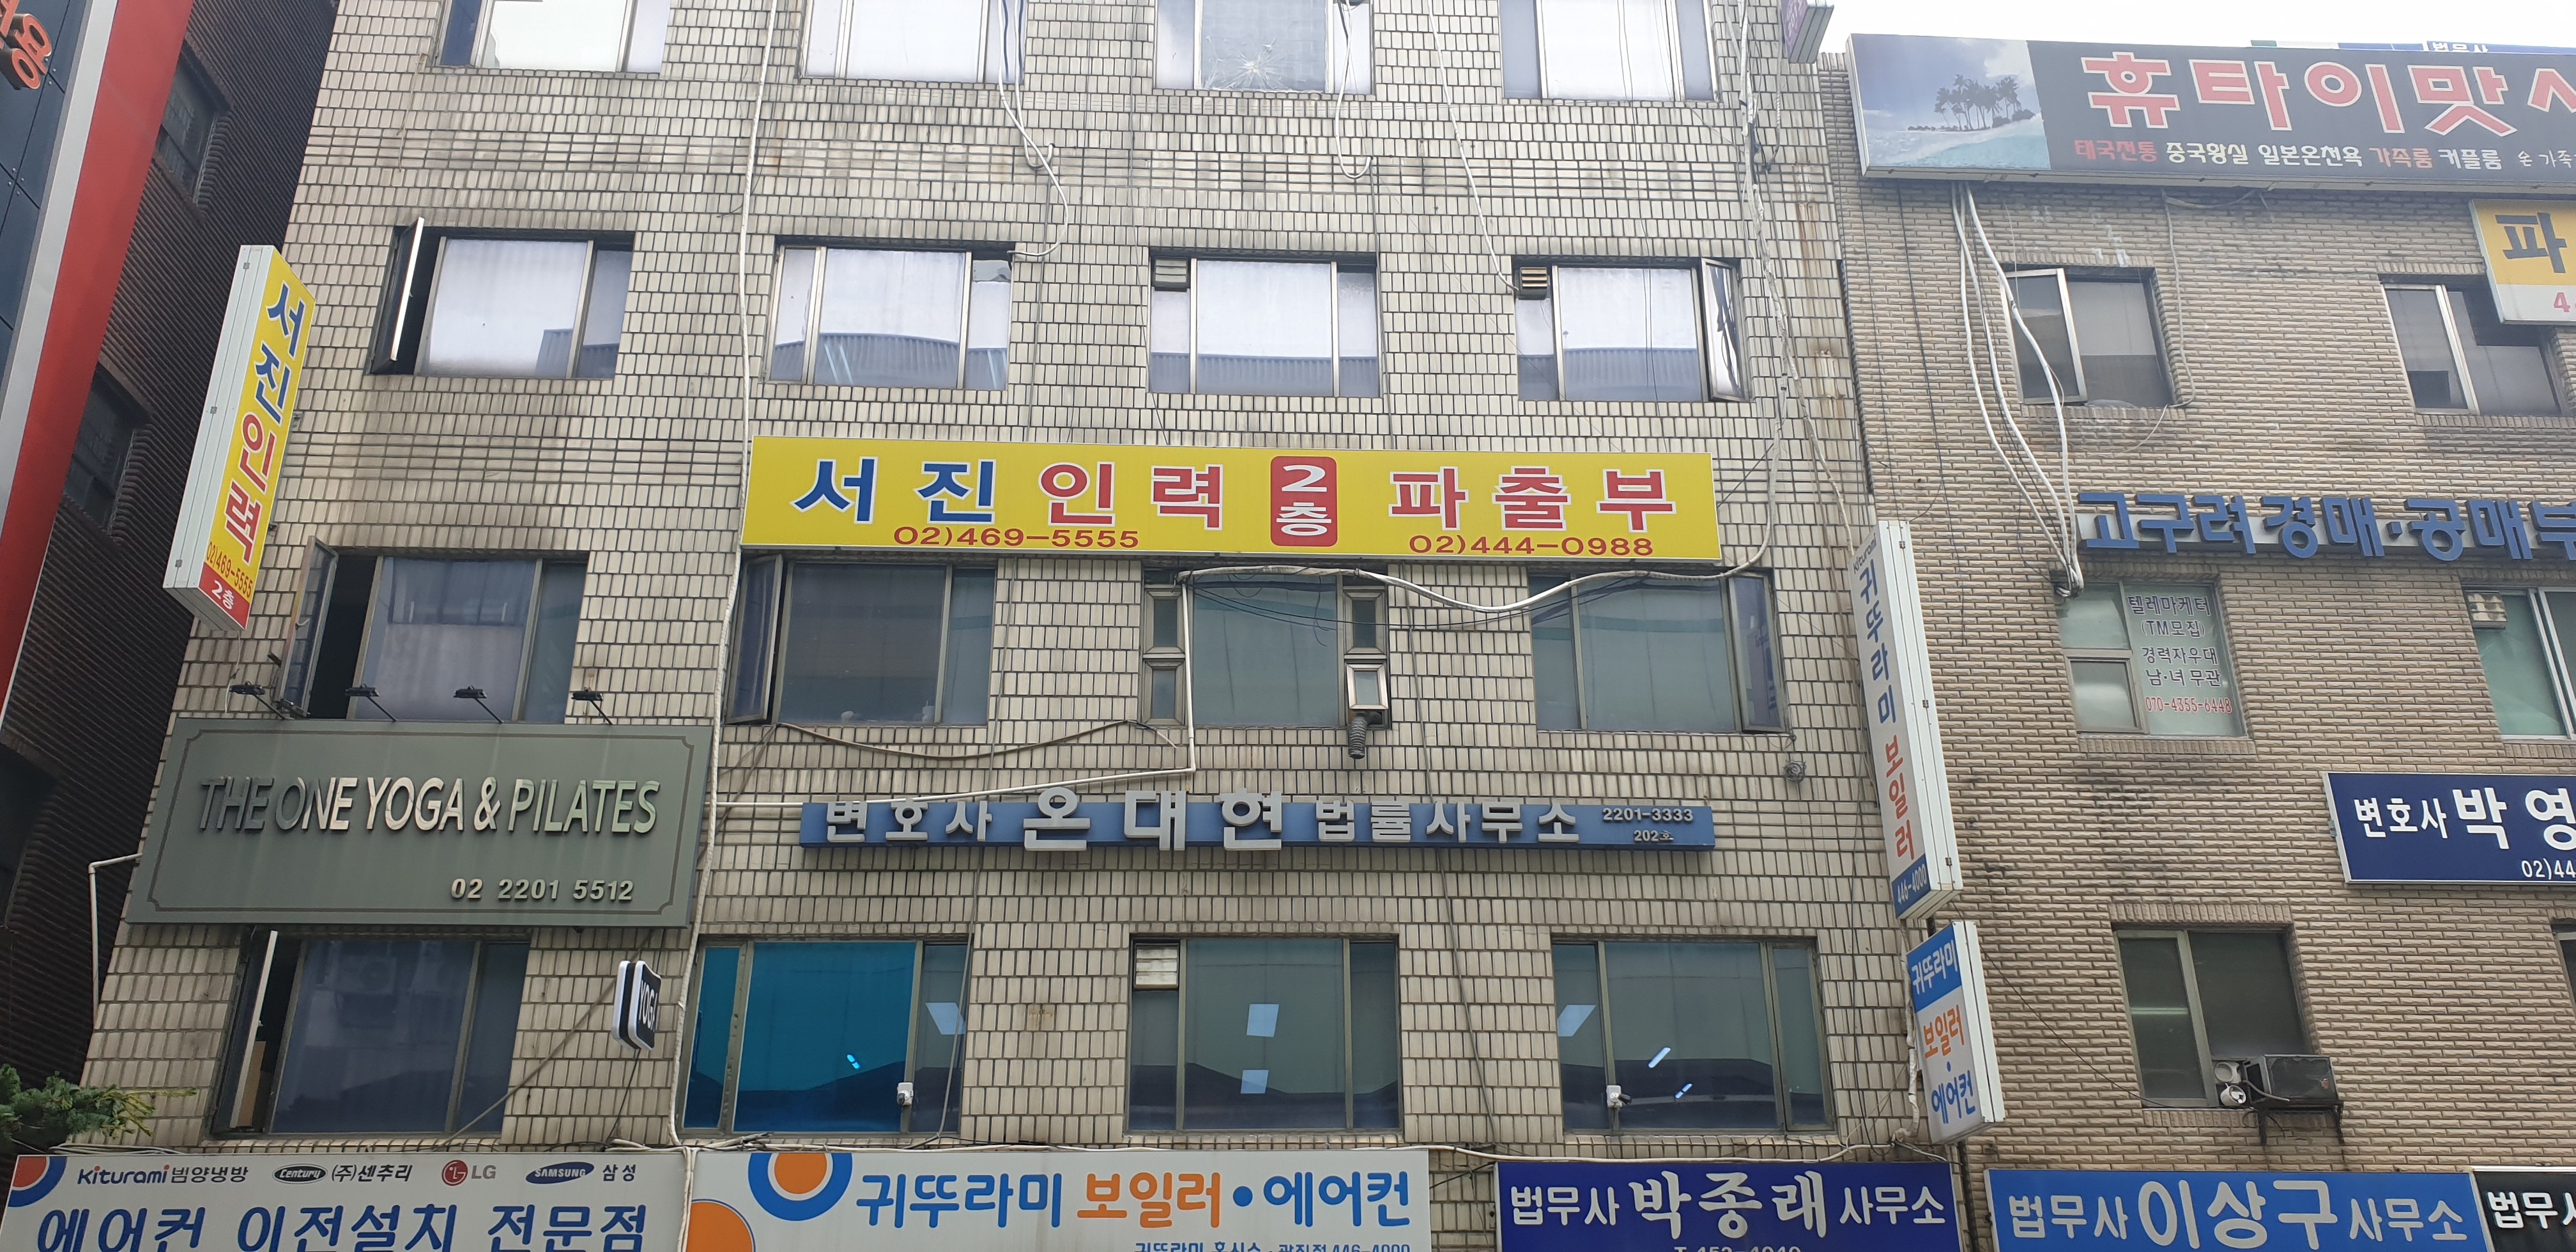 휴타이맛
태국전통 중국황실 일본온천욕 가족룸 커플룸
파
4
서진인력
02)469-5555
2층
서진인력 2층 파출부
02)469-5555 02)444-0988
고구려 경매·공매부
텔레마케터
(TM모집)
경력자우대
남·녀 무관
070-4355-6448
Kiturami
귀뚜라미 보일러
446-4000
THE ONE YOGA & PILATES
02 2201 5512
변호사 온대현 법률사무소 2201-3333
202호
변호사 박영
02)44
YOGA
귀뚜라미
보일러
·
에어컨
Kiturami 범양냉방 Century (주)센추리 LG SAMSUNG 삼성
에어컨 이전설치 전문점
귀뚜라미 보일러·에어컨
446-4000
법무사 박종래 사무소
법무사 이상구 사무소
법무사